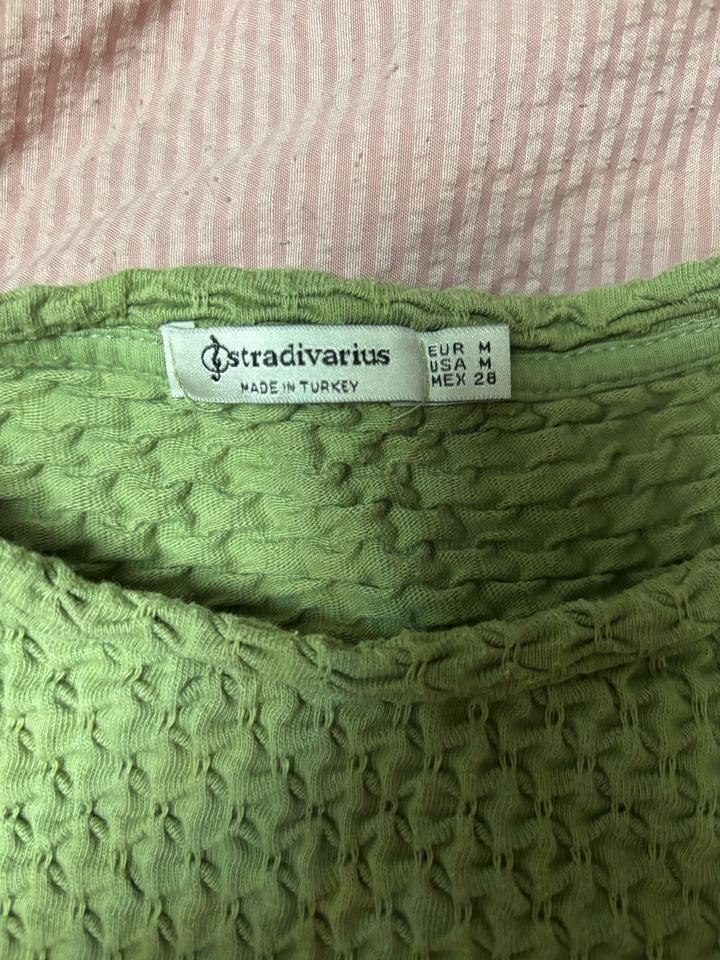 stradivarius
MADE IN TURKEY
EUR M
USA M
MEX 28